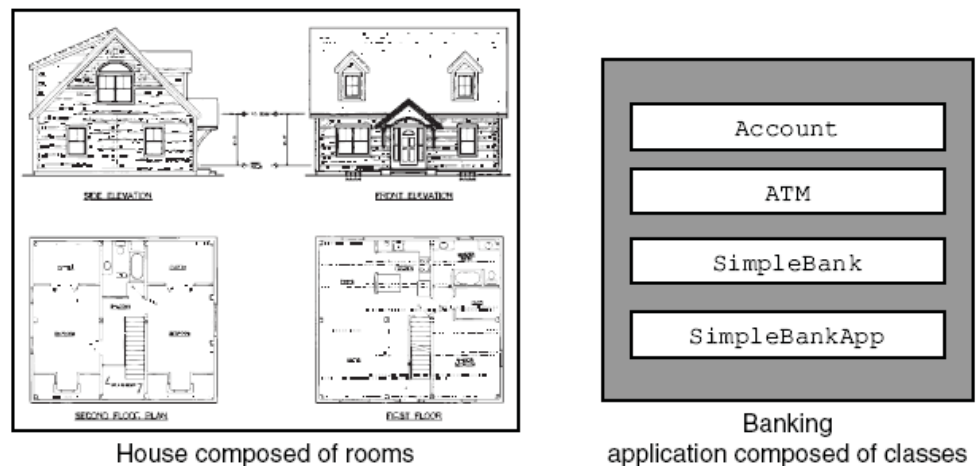 SIDE ELEVATION
FRONT ELEVATION
SECOND FLOOR PLAN
FIRST FLOOR
House composed of rooms
Account
ATM
SimpleBank
SimpleBankApp
Banking
application composed of classes